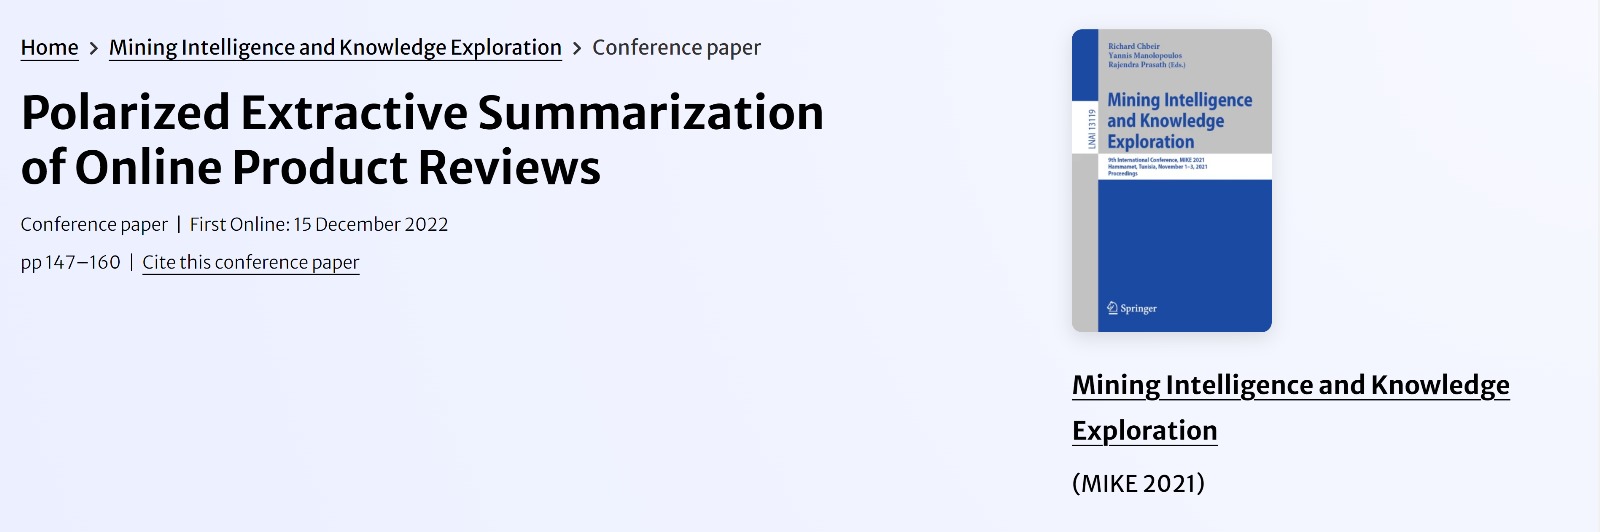 Home > Mining Intelligence and Knowledge Exploration > Conference paper
Polarized Extractive Summarization
of Online Product Reviews
Conference paper | First Online: 15 December 2022
pp 147–160 | Cite this conference paper
Richard Chbeir
Yannis Manolopoulos
Rajendra Prasath (Eds.)
LNAI 13119
Mining Intelligence
and Knowledge
Exploration
9th International Conference, MIKE 2021
Hammamet, Tunisia, November 1–3, 2021
Proceedings
Springer
Mining Intelligence and Knowledge
Exploration
(MIKE 2021)